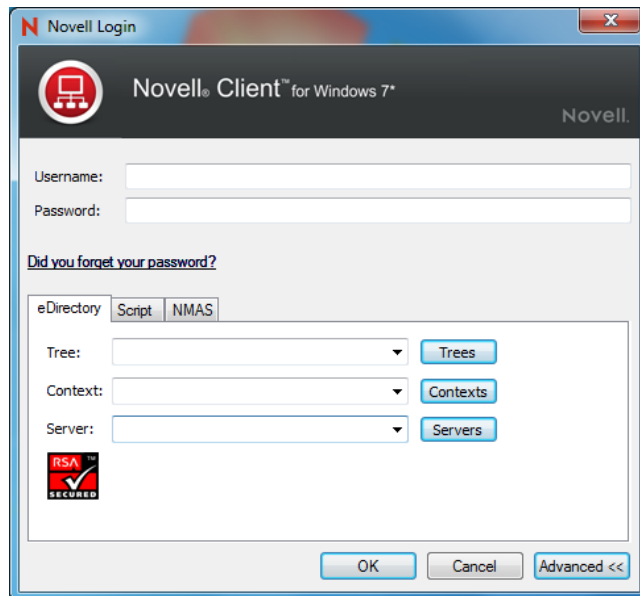 Novell Login
Novell® Client™ for Windows 7*
Novell.
Username:
Password:
Did you forget your password?
eDirectory Script NMAS
Tree: Trees
Context: Contexts
Server: Servers
RSA ™
SECURED
OK Cancel Advanced <<